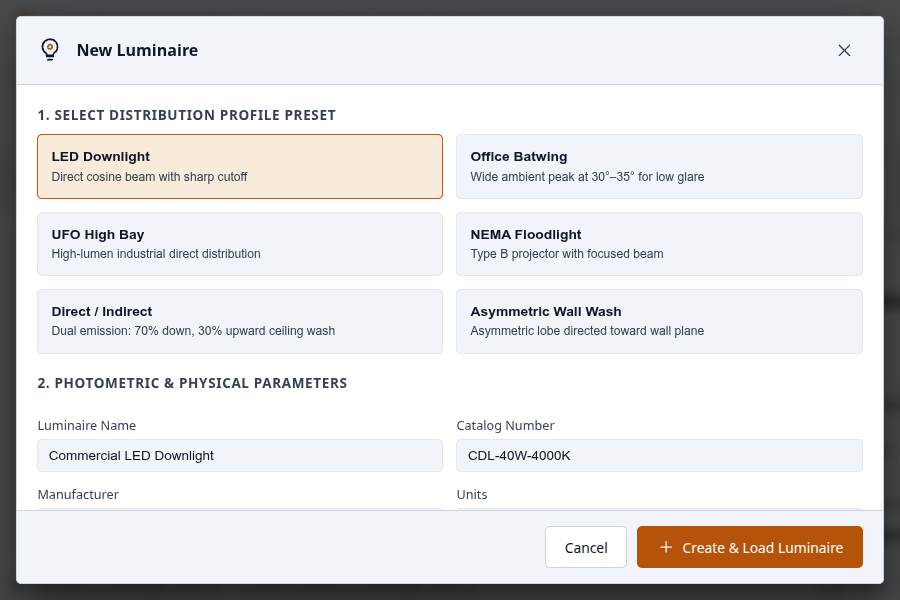 New Luminaire
1. SELECT DISTRIBUTION PROFILE PRESET
LED Downlight
Direct cosine beam with sharp cutoff
Office Batwing
Wide ambient peak at 30°–35° for low glare
UFO High Bay
High-lumen industrial direct distribution
NEMA Floodlight
Type B projector with focused beam
Direct / Indirect
Dual emission: 70% down, 30% upward ceiling wash
Asymmetric Wall Wash
Asymmetric lobe directed toward wall plane
2. PHOTOMETRIC & PHYSICAL PARAMETERS
Luminaire Name
Catalog Number
Commercial LED Downlight
CDL-40W-4000K
Manufacturer
Units
Cancel
Create & Load Luminaire